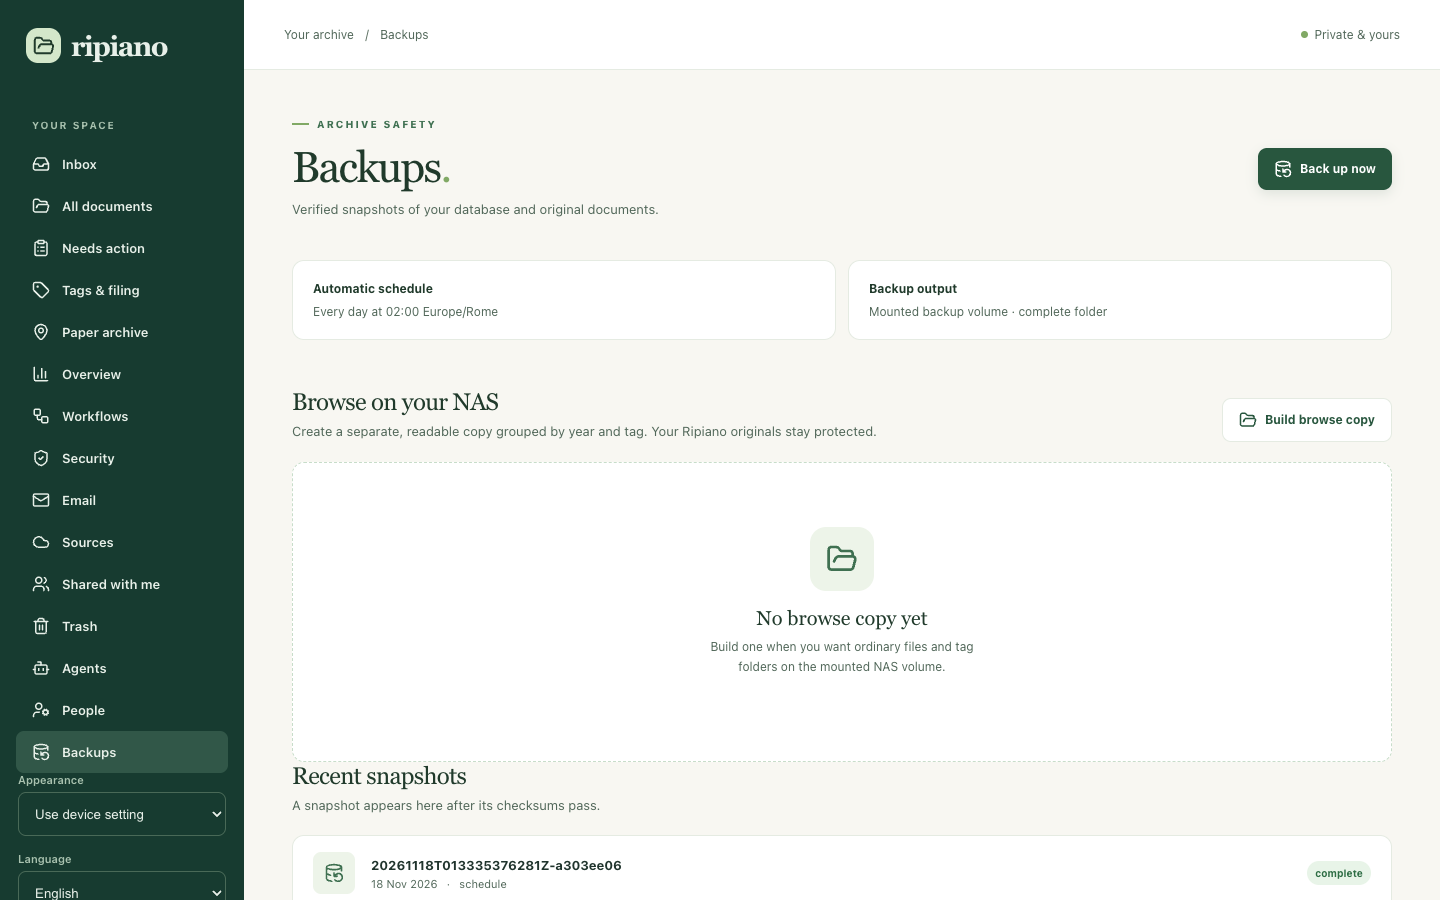 ripiano
YOUR SPACE
Inbox
All documents
Needs action
Tags & filing
Paper archive
Overview
Workflows
Security
Email
Sources
Shared with me
Trash
Agents
People
Backups
Appearance
Use device setting
Language
English
Your archive / Backups
Private & yours
ARCHIVE SAFETY
Backups.
Verified snapshots of your database and original documents.
Back up now
Automatic schedule
Every day at 02:00 Europe/Rome
Backup output
Mounted backup volume · complete folder
Browse on your NAS
Create a separate, readable copy grouped by year and tag. Your Ripiano originals stay protected.
Build browse copy
No browse copy yet
Build one when you want ordinary files and tag
folders on the mounted NAS volume.
Recent snapshots
A snapshot appears here after its checksums pass.
20261118T013335376281Z-a303ee06
18 Nov 2026 · schedule
complete